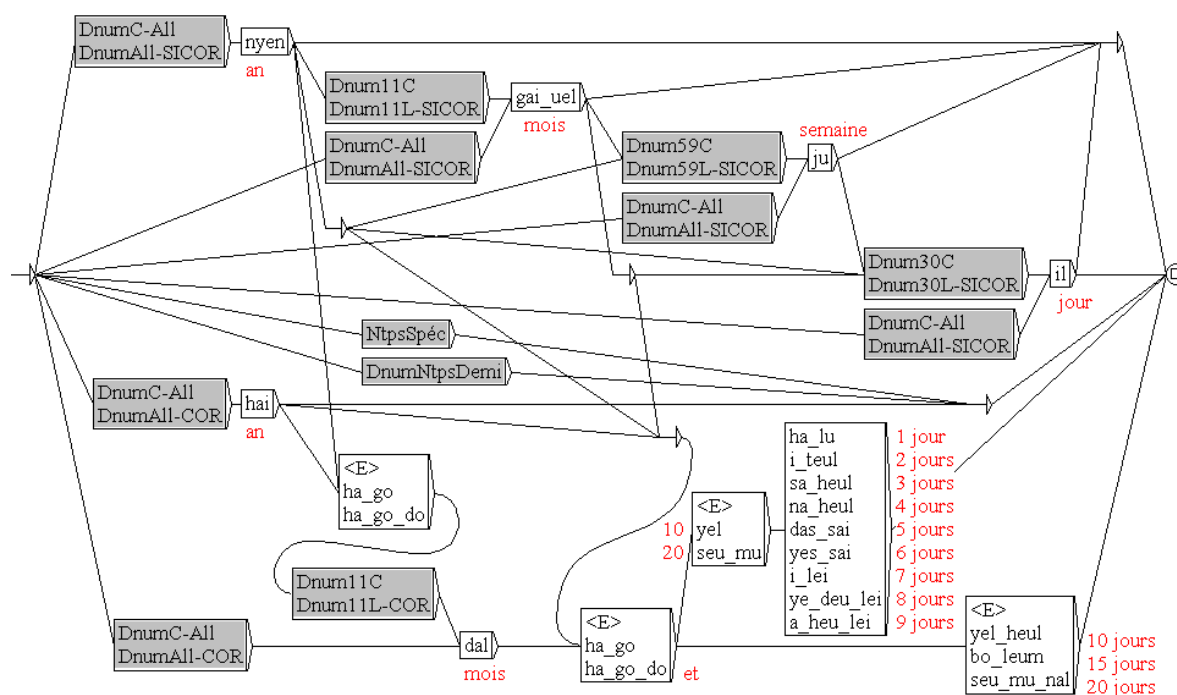 DnumC-All
DnumAll-SICOR
nyen
an
Dnum11C
Dnum11L-SICOR
gai_uel
mois
DnumC-All
DnumAll-SICOR
semaine
Dnum59C
Dnum59L-SICOR
ju
DnumC-All
DnumAll-SICOR
Dnum30C
Dnum30L-SICOR
il
jour
DnumC-All
DnumAll-SICOR
NtpsSpéc
DnumNtpsDemi
DnumC-All
DnumAll-COR
hai
an
<E>
ha_go
ha_go_do
Dnum11C
Dnum11L-COR
DnumC-All
DnumAll-COR
dal
mois
<E>
ha_go
ha_go_do
et
<E>
10 yel
20 seu_mu
ha_lu 1 jour
i_teul 2 jours
sa_heul 3 jours
na_heul 4 jours
das_sai 5 jours
yes_sai 6 jours
i_lei 7 jours
ye_deu_lei 8 jours
a_heu_lei 9 jours
<E>
yel_heul 10 jours
bo_leum 15 jours
seu_mu_nal 20 jours